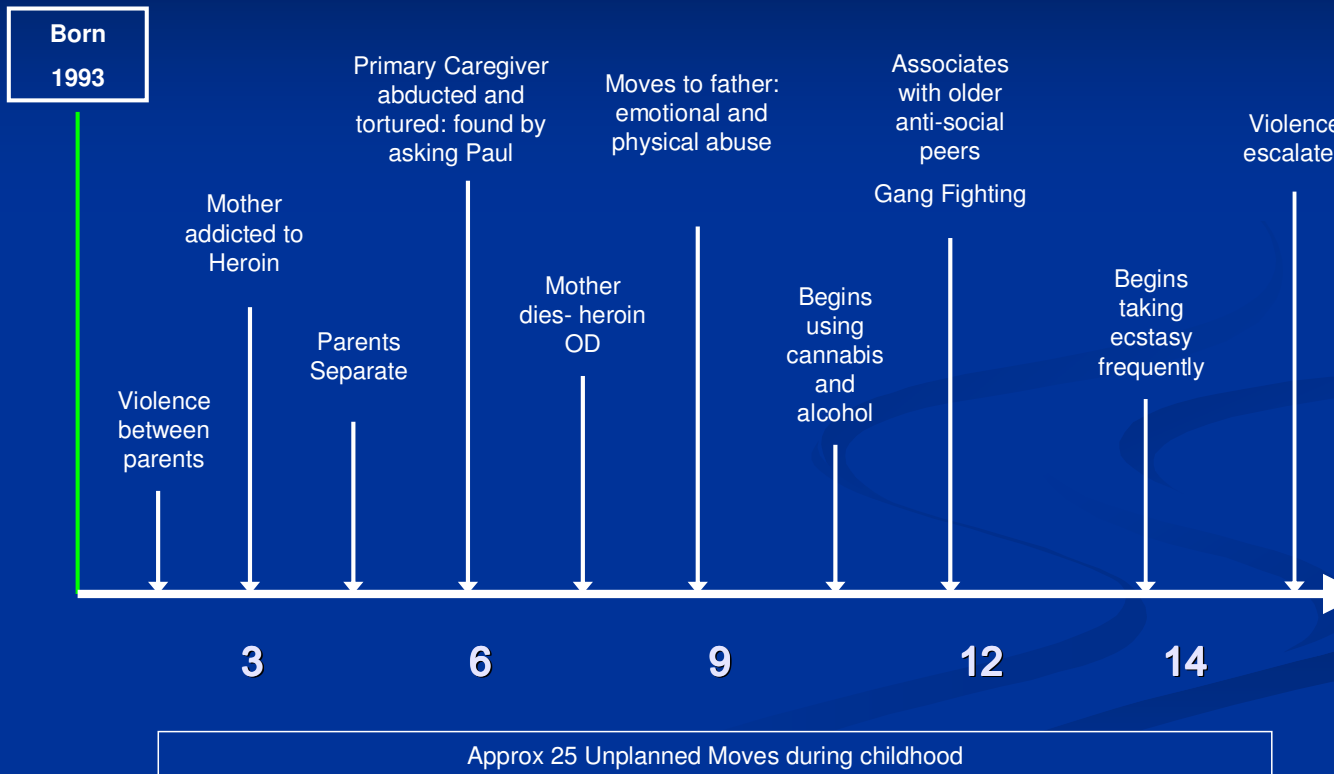 Born
1993
Violence
between
parents
Mother
addicted to
Heroin
Parents
Separate
Primary Caregiver
abducted and
tortured: found by
asking Paul
Mother
dies- heroin
OD
Moves to father:
emotional and
physical abuse
Begins
using
cannabis
and
alcohol
Associates
with older
anti-social
peers
Gang Fighting
Begins
taking
ecstasy
frequently
Violence
escalate
3 6 9 12 14
Approx 25 Unplanned Moves during childhood